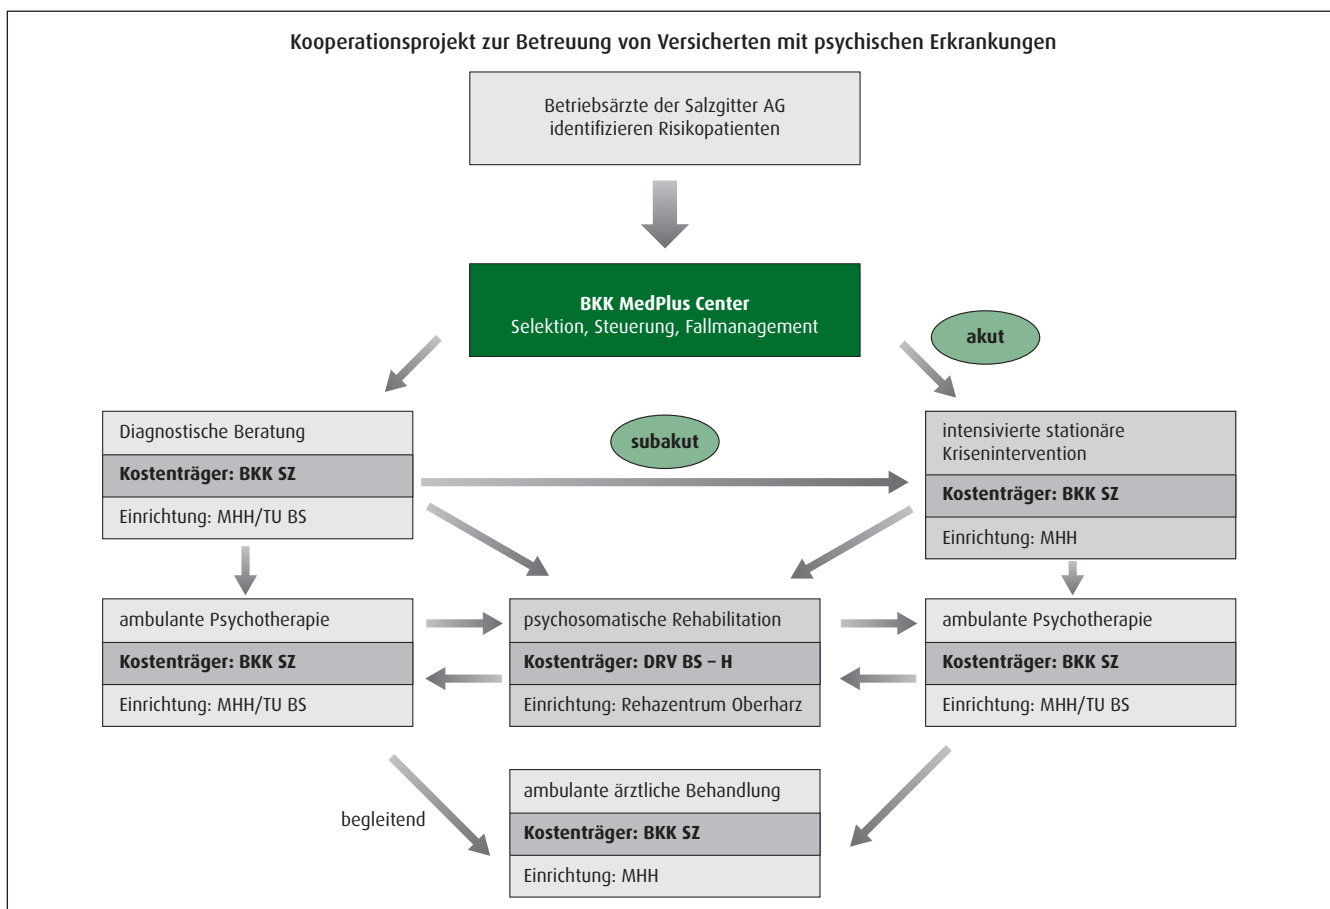 Kooperationsprojekt zur Betreuung von Versicherten mit psychischen Erkrankungen
Betriebsärzte der Salzgitter AG
identifizieren Risikopatienten
BKK MedPlus Center
Selektion, Steuerung, Fallmanagement
akut
Diagnostische Beratung
Kostenträger: BKK SZ
Einrichtung: MHH/TU BS
subakut
intensivierte stationäre
Krisenintervention
Kostenträger: BKK SZ
Einrichtung: MHH
ambulante Psychotherapie
Kostenträger: BKK SZ
Einrichtung: MHH/TU BS
psychosomatische Rehabilitation
Kostenträger: DRV BS – H
Einrichtung: Rehazentrum Oberharz
ambulante Psychotherapie
Kostenträger: BKK SZ
Einrichtung: MHH/TU BS
begleitend
ambulante ärztliche Behandlung
Kostenträger: BKK SZ
Einrichtung: MHH